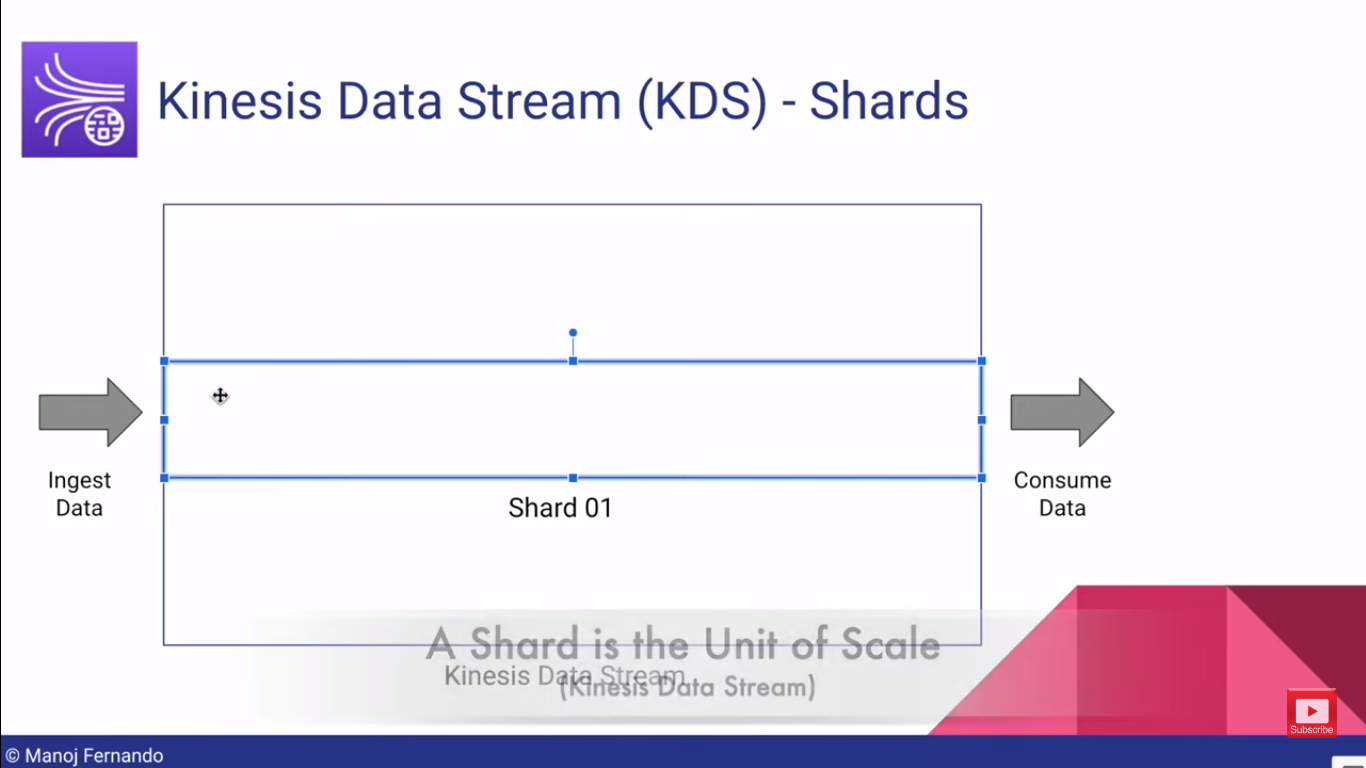 Kinesis Data Stream (KDS) - Shards
Ingest
Data
Shard 01
Consume
Data
A Shard is the Unit of Scale
Kinesis Data Stream
(Kinesis Data Stream)
Subscribe
© Manoj Fernando